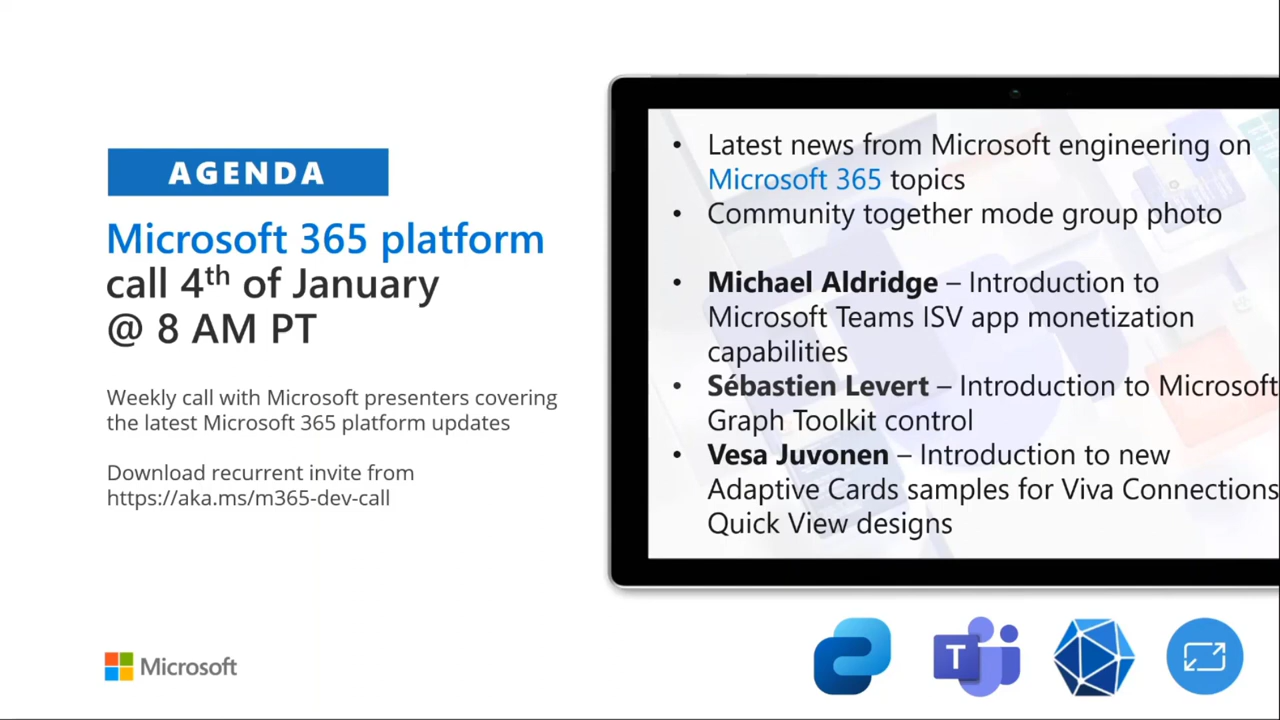 AGENDA
Microsoft 365 platform
call 4th of January
@ 8 AM PT
Weekly call with Microsoft presenters covering
the latest Microsoft 365 platform updates
Download recurrent invite from
https://aka.ms/m365-dev-call
Microsoft
• Latest news from Microsoft engineering on
Microsoft 365 topics
• Community together mode group photo
• Michael Aldridge – Introduction to
Microsoft Teams ISV app monetization
capabilities
• Sébastien Levert – Introduction to Microsoft
Graph Toolkit control
• Vesa Juvonen – Introduction to new
Adaptive Cards samples for Viva Connections
Quick View designs
T